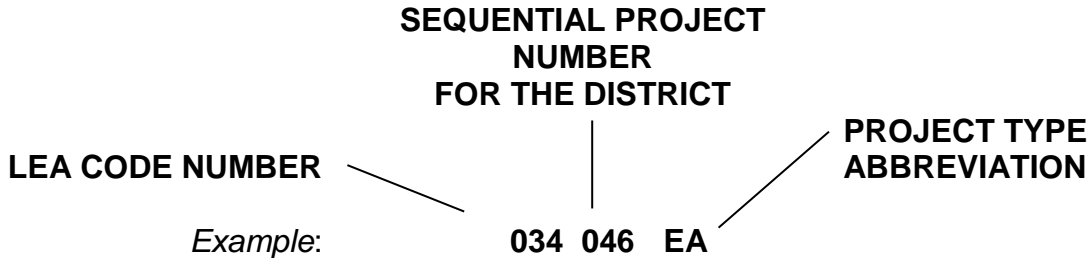 SEQUENTIAL PROJECT
NUMBER
FOR THE DISTRICT
PROJECT TYPE
ABBREVIATION
LEA CODE NUMBER
Example:
034 046 EA